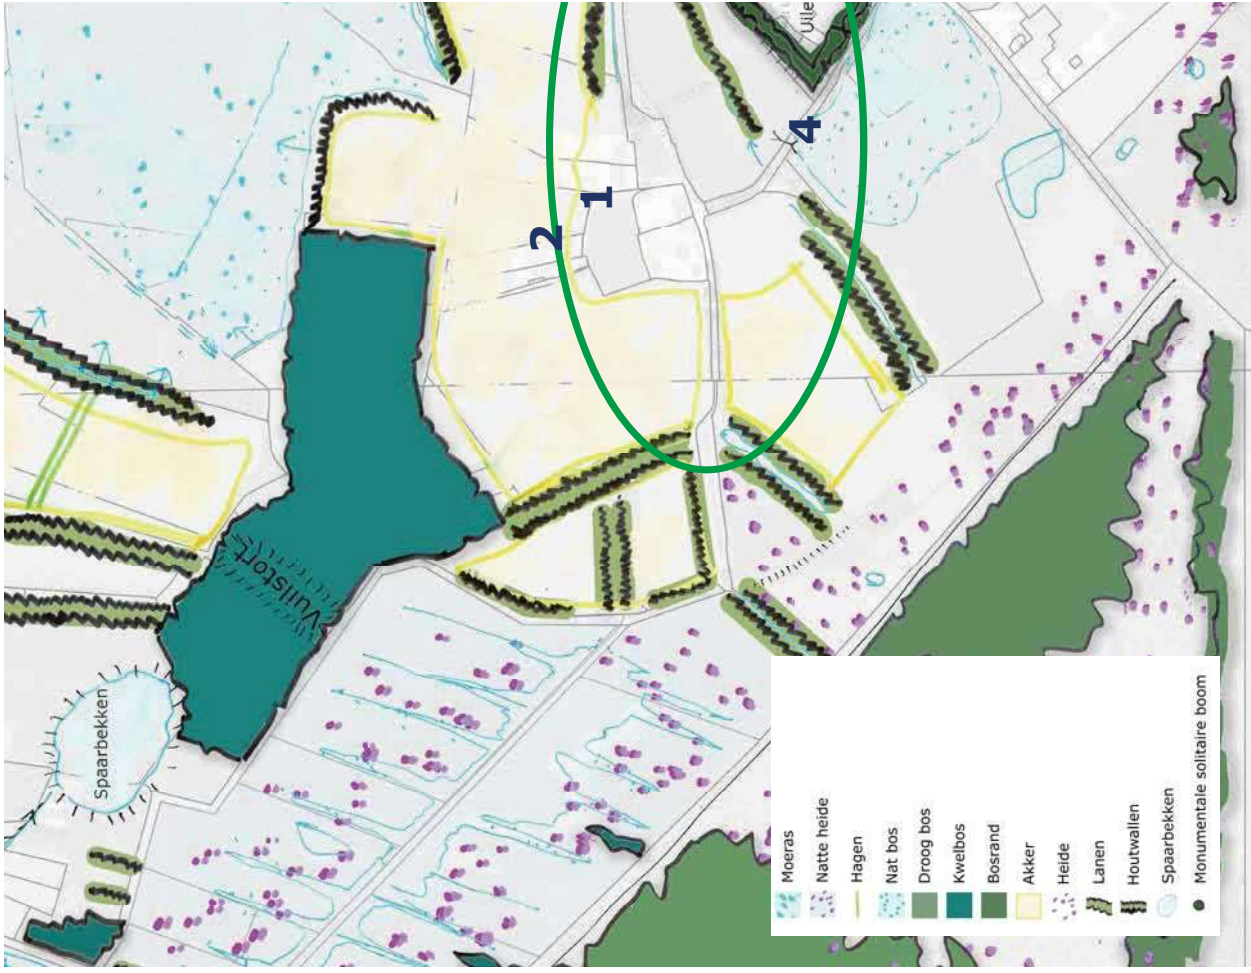 Uile
4
1
2
Vuilstort
Spaarbekken
Moeras
Natte heide
Hagen
Nat bos
Droog bos
Kwelbos
Bosrand
Akker
Heide
Lanen
Houtwallen
Spaarbekken
Monumentale solitaire boom